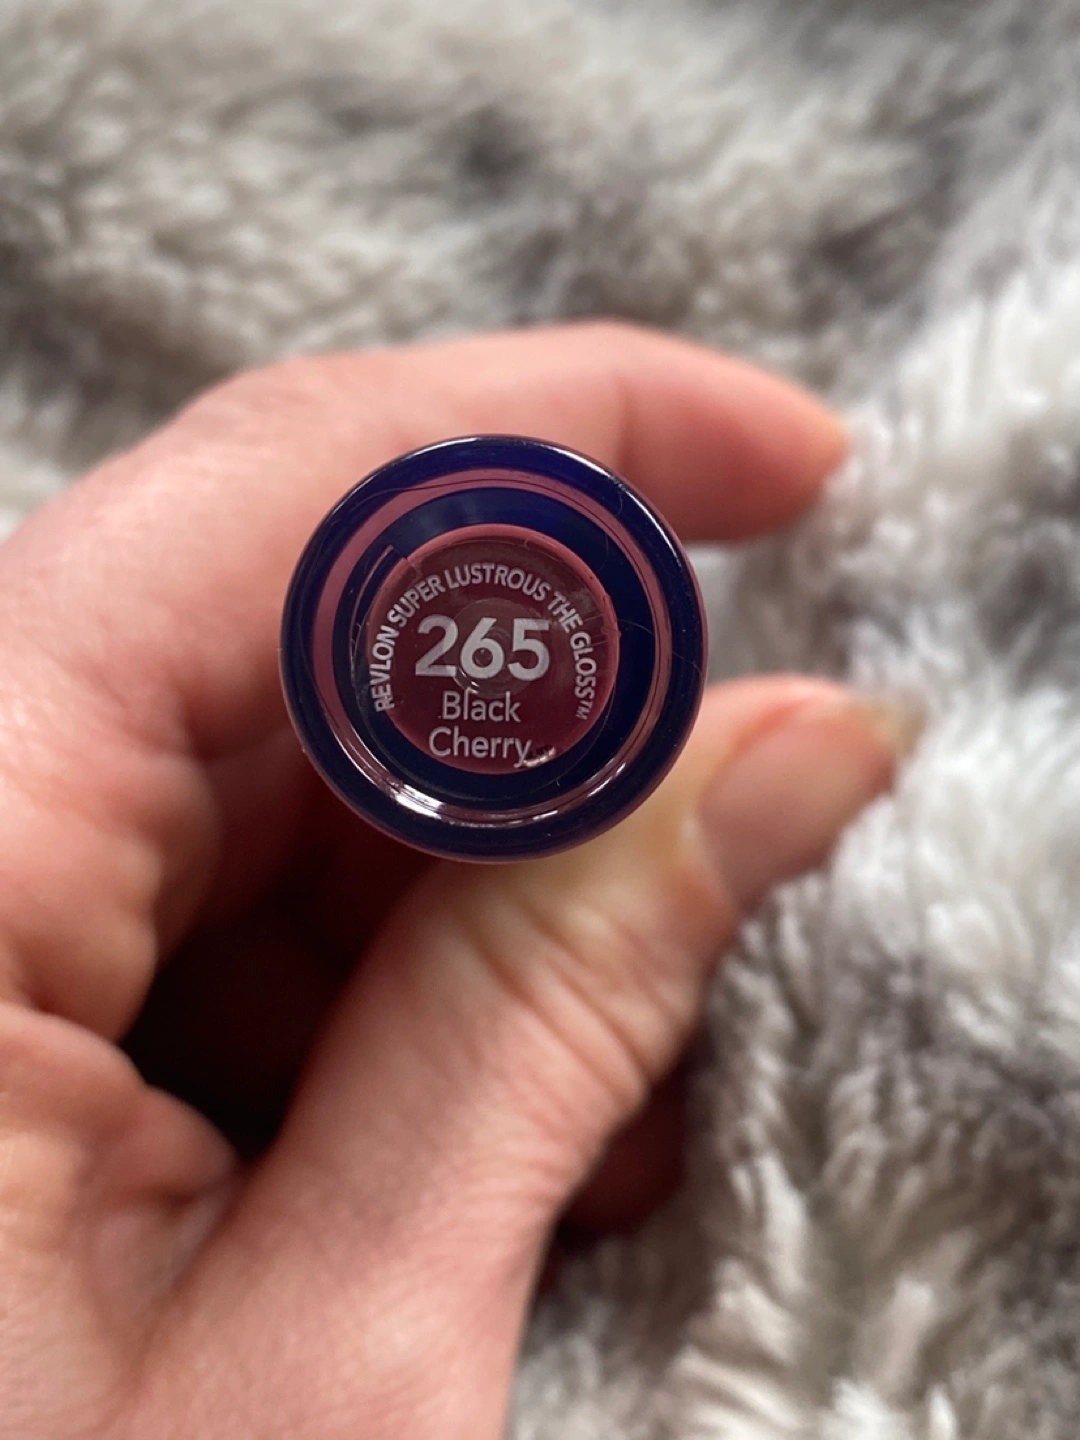 REVLON SUPER LUSTROUS THE GLOSS™
265
Black
Cherry